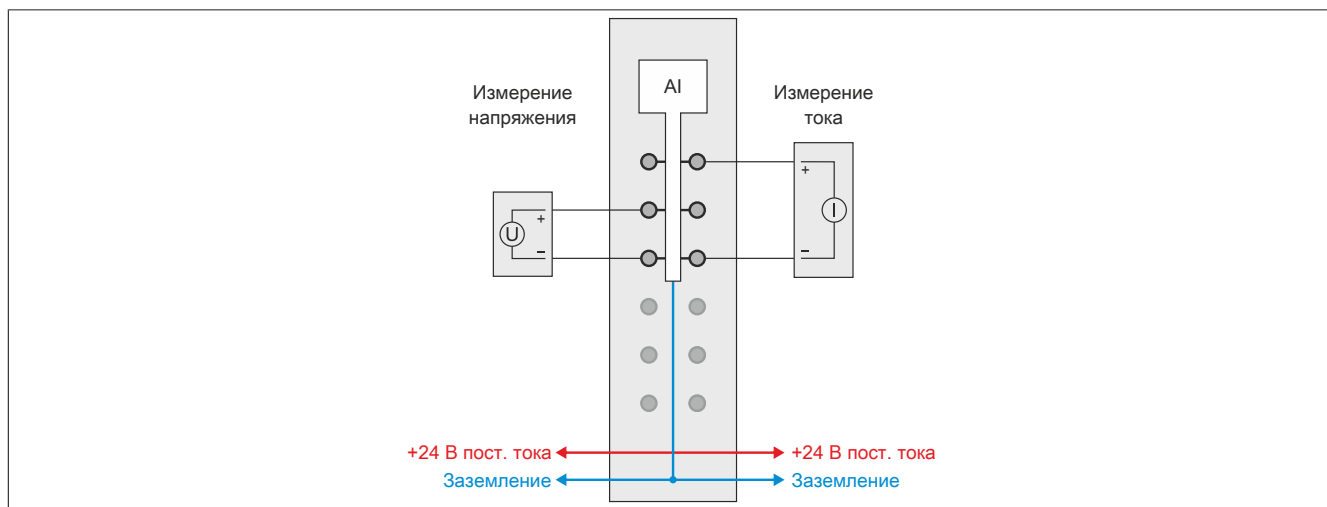 AI
Измерение
напряжения
Измерение
тока
+
−
U
+
−
I
+24 В пост. тока
+24 В пост. тока
Заземление
Заземление